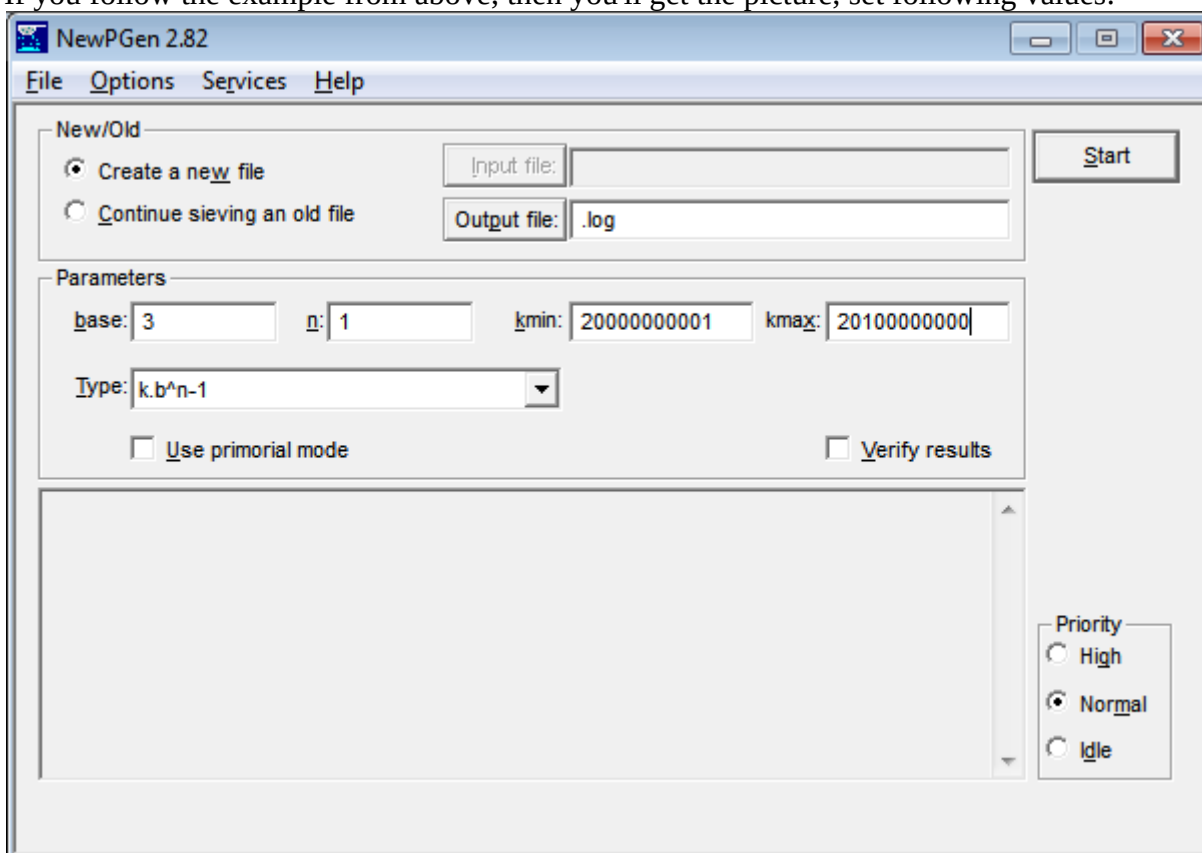 If you follow the example from above, then you'll get the picture, set following values:
NewPGen 2.82
File Options Services Help
New/Old
Create a new file
Input file:
Start
Continue sieving an old file
Output file: .log
Parameters
base: 3 n: 1 kmin: 20000000001 kmax: 20100000000
Type: k.b^n-1
Use primorial mode
Verify results
Priority
High
Normal
Idle